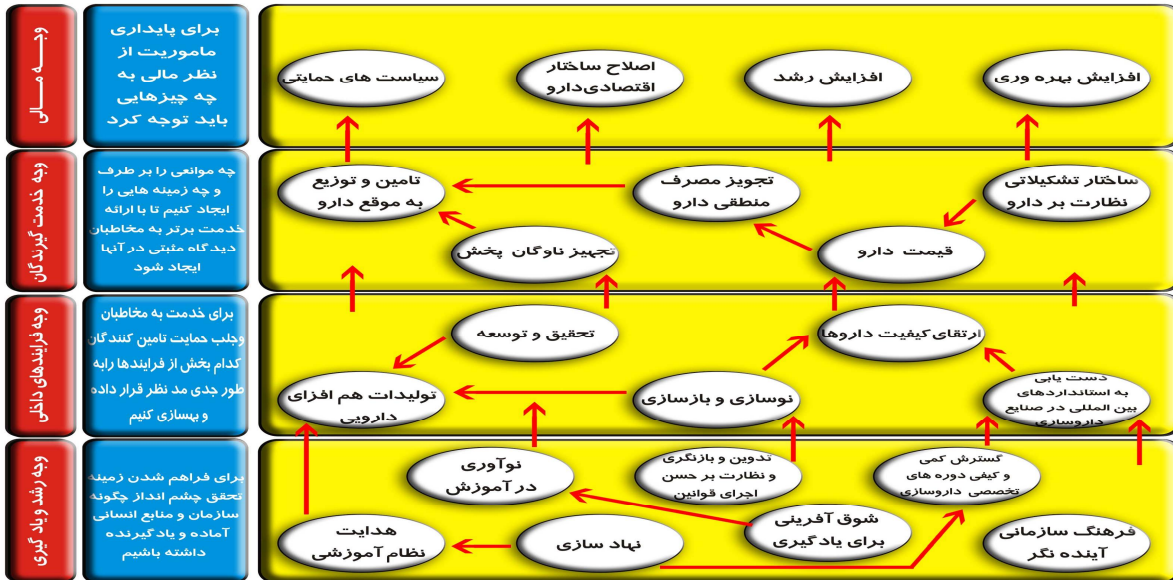 وجـــه مـــالی
برای پایداری
ماموریت از
نظر مالی به
چه چیزهایی
باید توجه کرد
افزایش بهره وری
افزایش رشد
اصلاح ساختار
اقتصادی دارو
سیاست های حمایتی
وجه خدمت گیرندگان
چه موانعی را بر طرف
و چه زمینه هایی را
ایجاد کنیم تا با ارائه
خدمت برتر به مخاطبان
دیدگاه مثبتی در آنها
ایجاد شود
ساختار تشکیلاتی
نظارت بر دارو
تجویز مصرف
منطقی دارو
تامین و توزیع
به موقع دارو
قیمت دارو
تجهیز ناوگان پخش
وجه فرایندهای داخلی
برای خدمت به مخاطبان
وجلب حمایت تامین کنندگان
کدام بخش از فرایندها رابه
طور جدی مد نظر قرار داده
و بهسازی کنیم
ارتقای کیفیت داروها
تحقیق و توسعه
دست یابی
به استانداردهای
بین المللی در صنایع
داروسازی
نوسازی و بازسازی
تولیدات هم افزای
دارویی
وجه رشد و یاد گیری
برای فراهم شدن زمینه
تحقق چشم انداز چگونه
سازمان و منابع انسانی
آماده و یادگیرنده
داشته باشیم
گسترش کمی
و کیفی دوره های
تخصصی داروسازی
تدوین و بازنگری
و نظارت بر حسن
اجرای قوانین
نوآوری
در آموزش
فرهنگ سازمانی
آینده نگر
شوق آفرینی
برای یادگیری
نهاد سازی
هدایت
نظام آموزشی